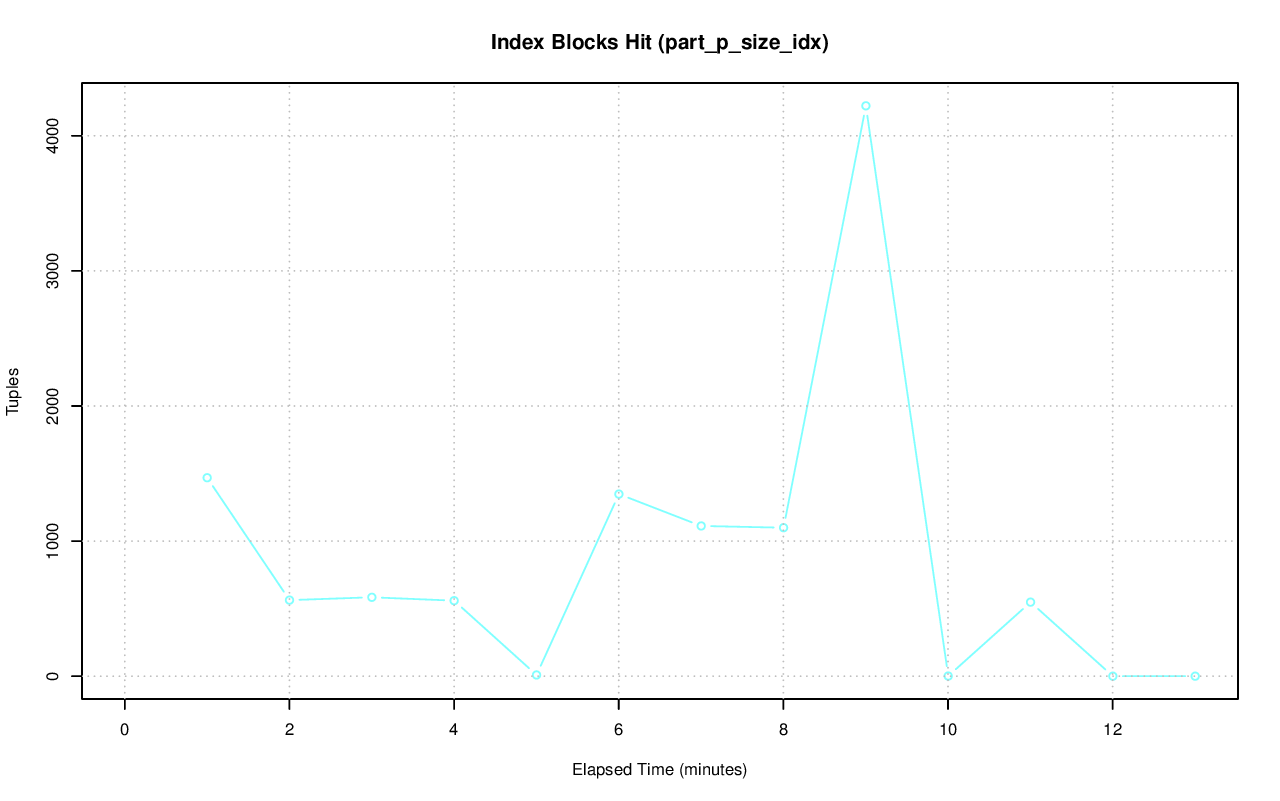 Index Blocks Hit (part_p_size_idx)
Tuples
4000
3000
2000
1000
0
0 2 4 6 8 10 12
Elapsed Time (minutes)